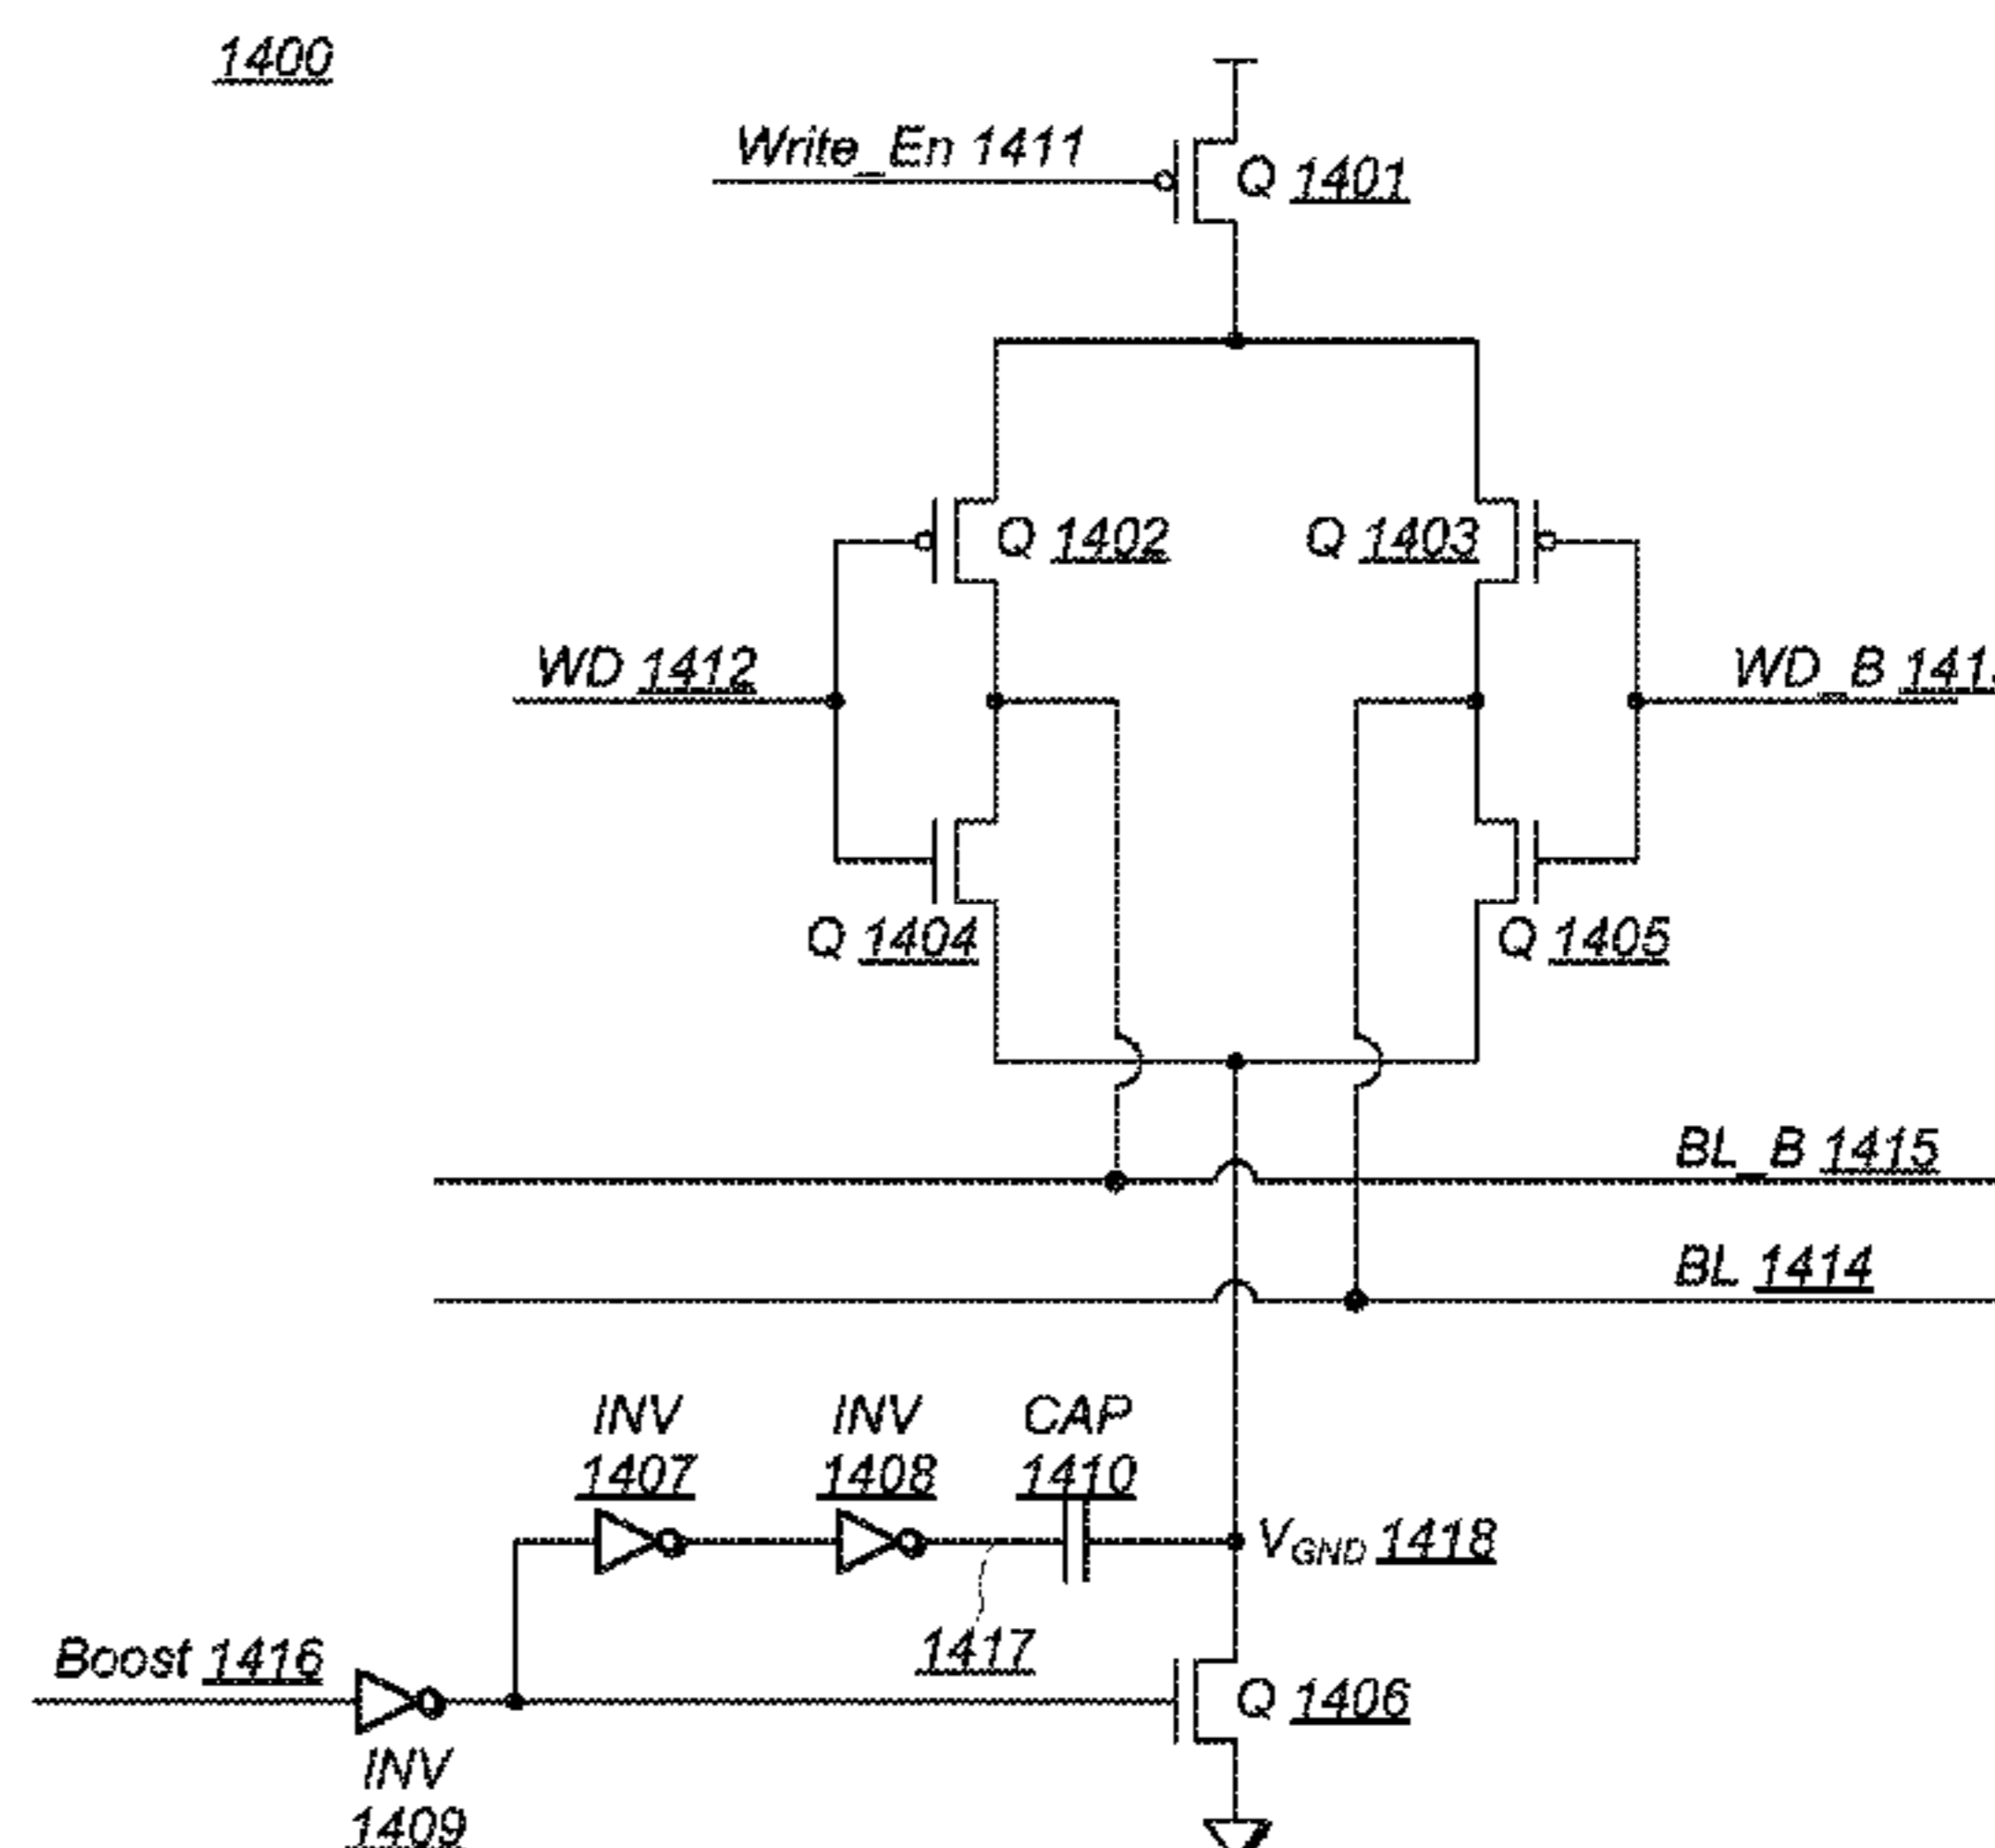 1400
Write_En 1411
Q 1401
Q 1402
Q 1403
WD 1412
WD_B
Q 1404
Q 1405
BL_B 1415
BL 1414
INV 1407
INV 1408
CAP 1410
VGND 1418
1417
Boost 1416
Q 1406
INV 1409